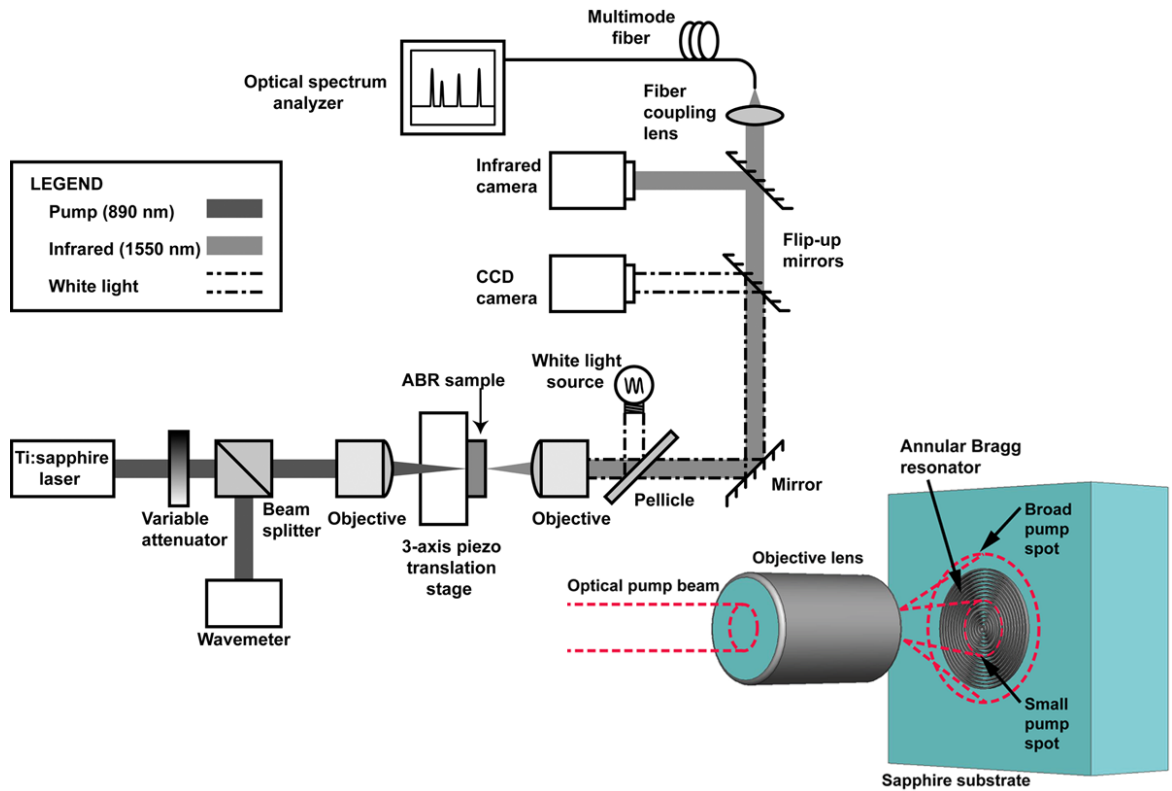 Multimode
fiber
Optical spectrum
analyzer
Fiber
coupling
lens
Infrared
camera
LEGEND
Pump (890 nm)
Infrared (1550 nm)
White light
Flip-up
mirrors
CCD
camera
White light
source
ABR sample
Ti:sapphire
laser
Variable
attenuator
Beam
splitter
Objective
3-axis piezo
translation
stage
Objective
Pellicle
Mirror
Wavemeter
Annular Bragg
resonator
Broad
pump
spot
Objective lens
Optical pump beam
Small
pump
spot
Sapphire substrate